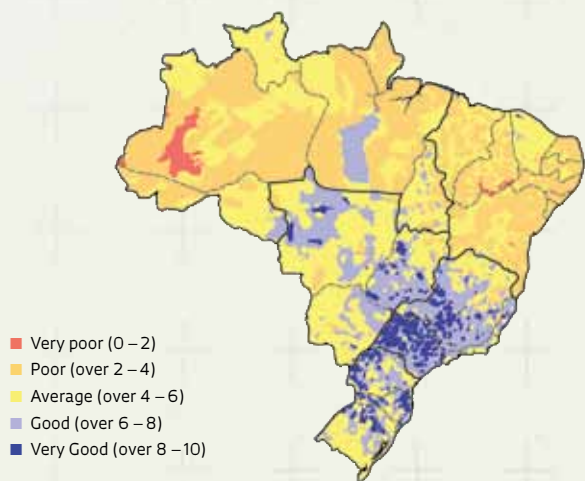 Very poor (0 – 2)
Poor (over 2 – 4)
Average (over 4 – 6)
Good (over 6 – 8)
Very Good (over 8 – 10)